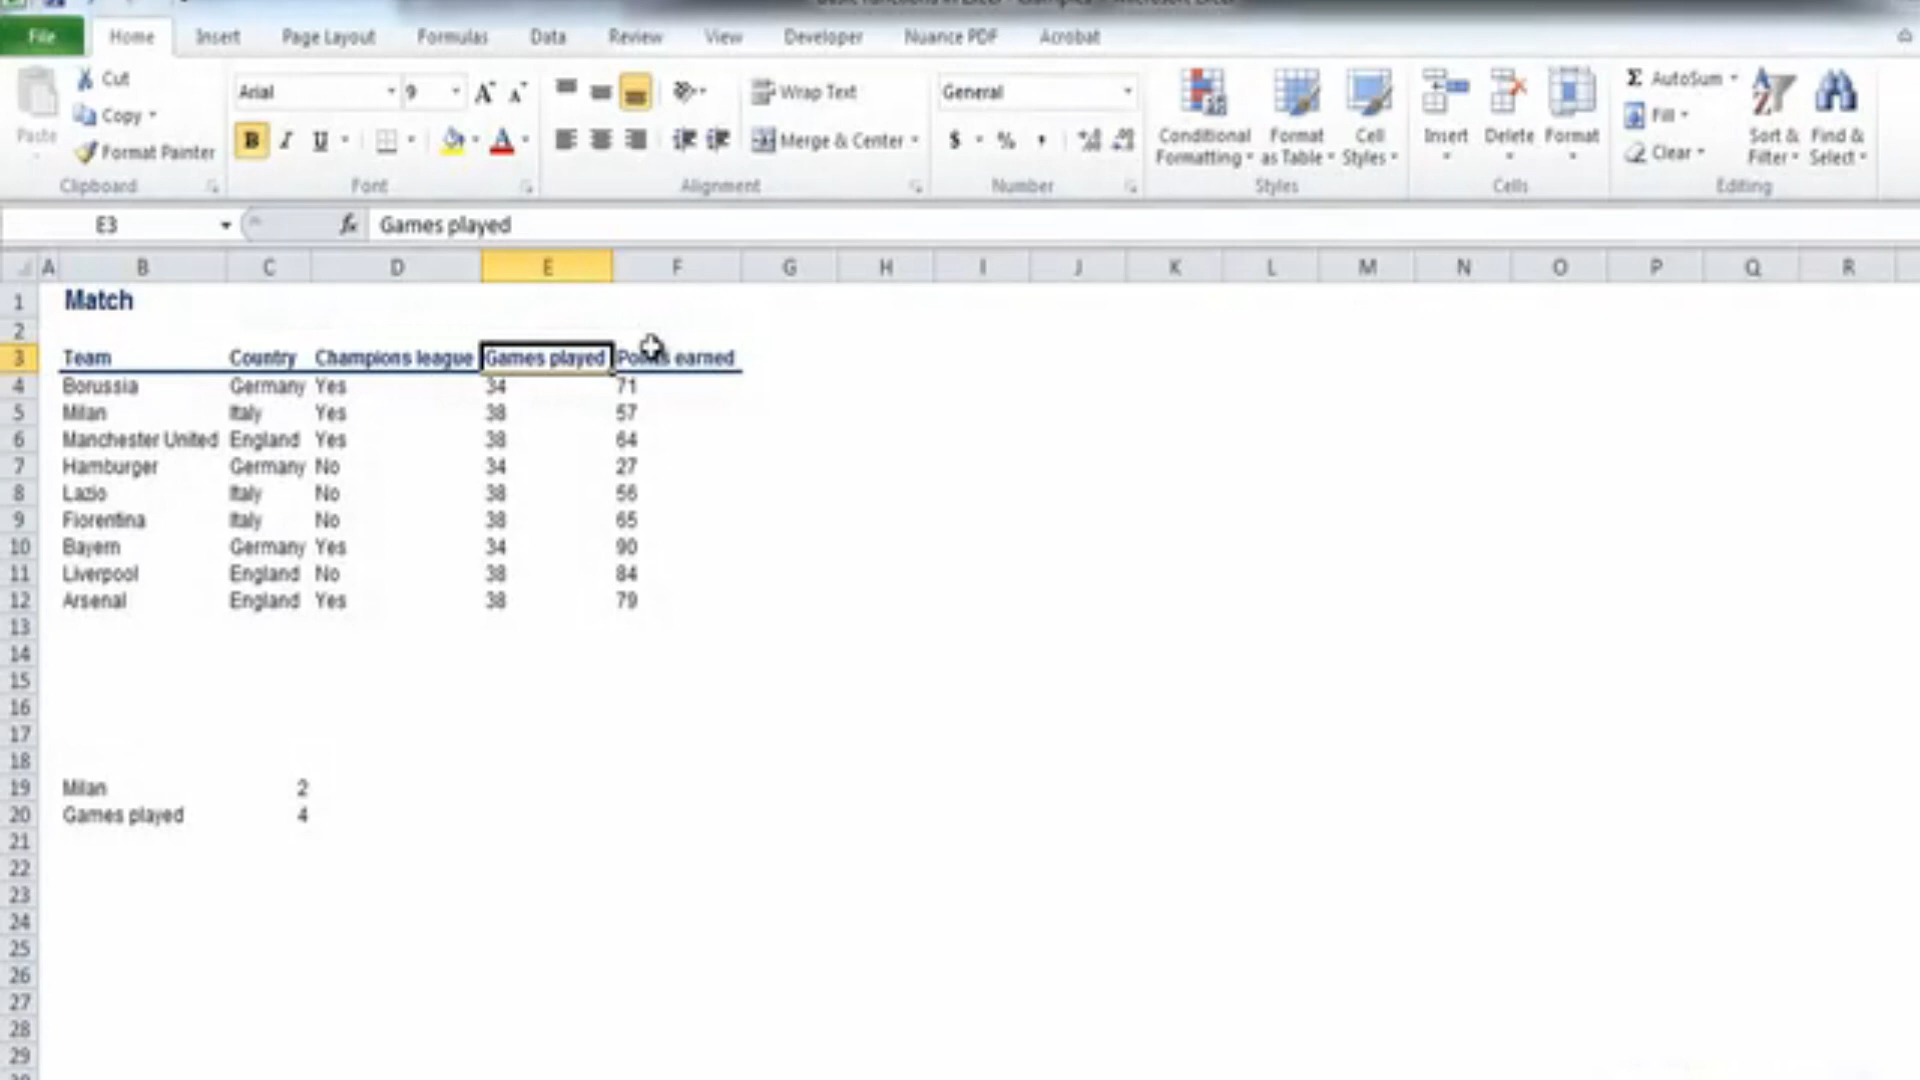 File Home Insert Page Layout Formulas Data Review View Developer Nuance PDF Acrobat
Cut
Copy
Format Painter
Paste
Clipboard
Arial 9
B I U
Font
Wrap Text
Merge & Center
Alignment
General
$ % ,
Number
Conditional Formatting
Format as Table
Cell Styles
Styles
Insert Delete Format
Cells
Σ AutoSum
Fill
Clear
Sort & Filter
Find & Select
Editing
E3 fx Games played
A B C D E F G H I J K L M N O P Q R
1 Match
2
3 Team Country Champions league Games played Points earned
4 Borussia Germany Yes 34 71
5 Milan Italy Yes 38 57
6 Manchester United England Yes 38 64
7 Hamburger Germany No 34 27
8 Lazio Italy No 38 56
9 Fiorentina Italy No 38 65
10 Bayern Germany Yes 34 90
11 Liverpool England No 38 84
12 Arsenal England Yes 38 79
13
14
15
16
17
18
19 Milan 2
20 Games played 4
21
22
23
24
25
26
27
28
29